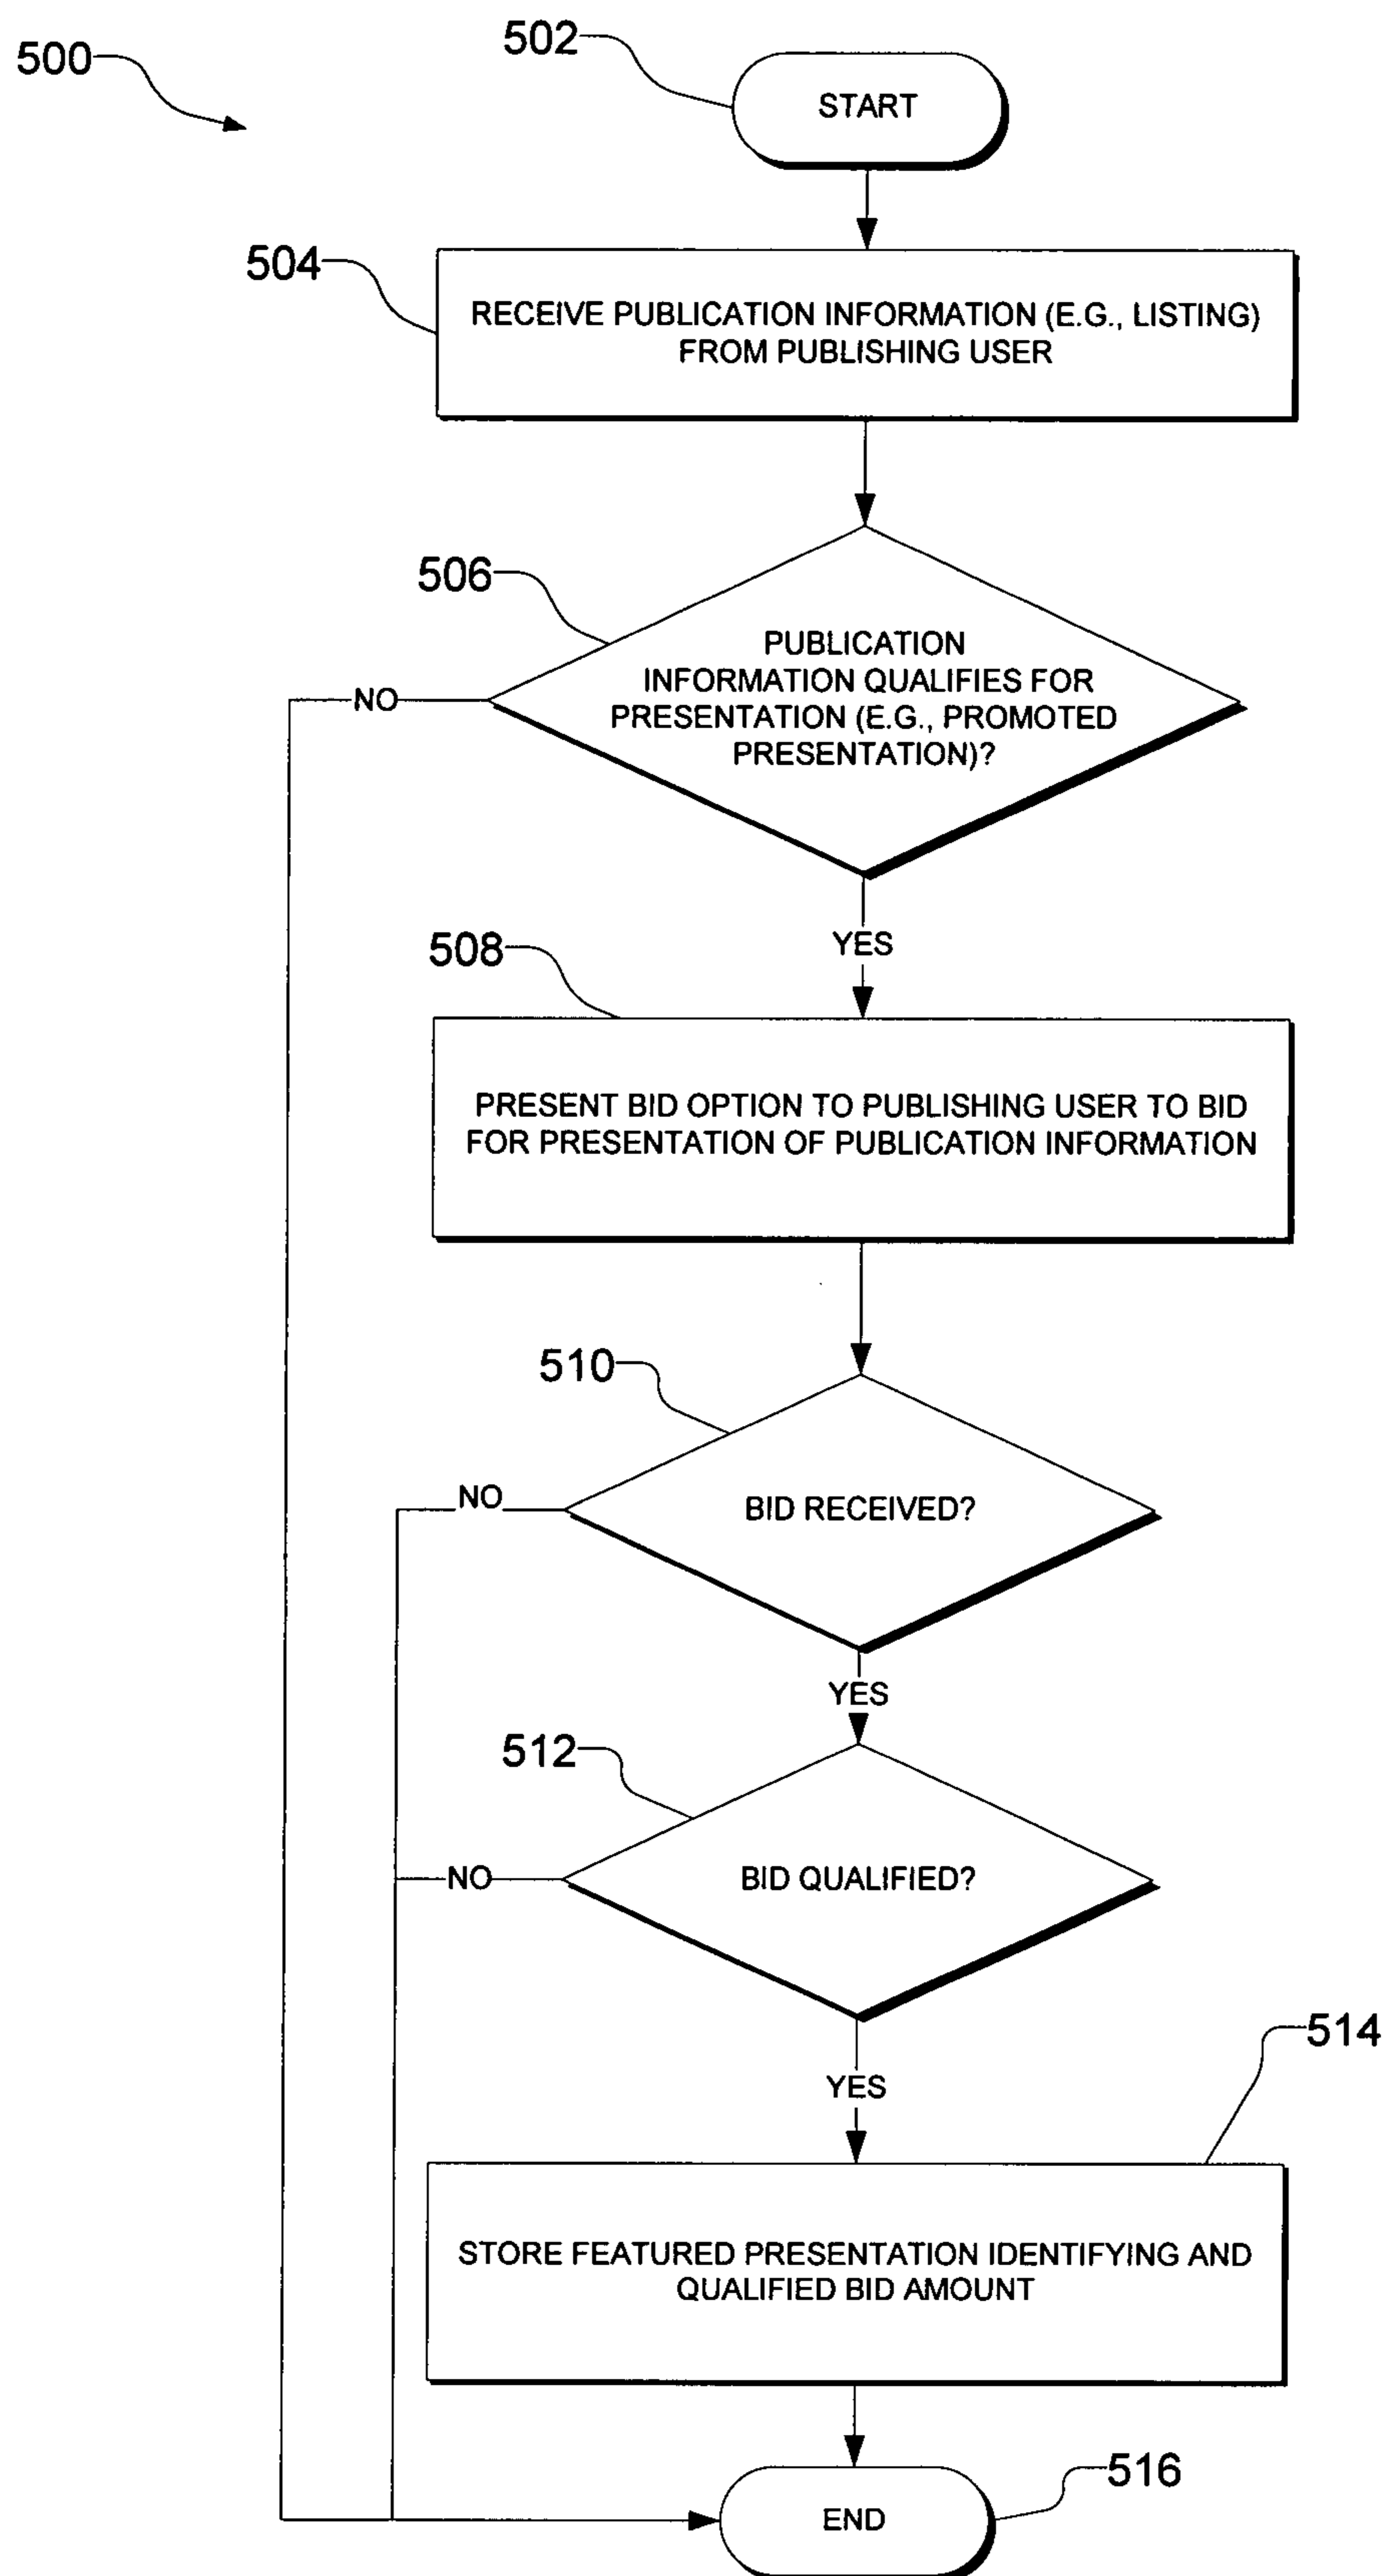 500
502
START
504
RECEIVE PUBLICATION INFORMATION (E.G., LISTING)
FROM PUBLISHING USER
506
PUBLICATION
INFORMATION QUALIFIES FOR
PRESENTATION (E.G., PROMOTED
PRESENTATION)?
NO
YES
508
PRESENT BID OPTION TO PUBLISHING USER TO BID
FOR PRESENTATION OF PUBLICATION INFORMATION
510
BID RECEIVED?
NO
YES
512
BID QUALIFIED?
NO
YES
514
STORE FEATURED PRESENTATION IDENTIFYING AND
QUALIFIED BID AMOUNT
516
END